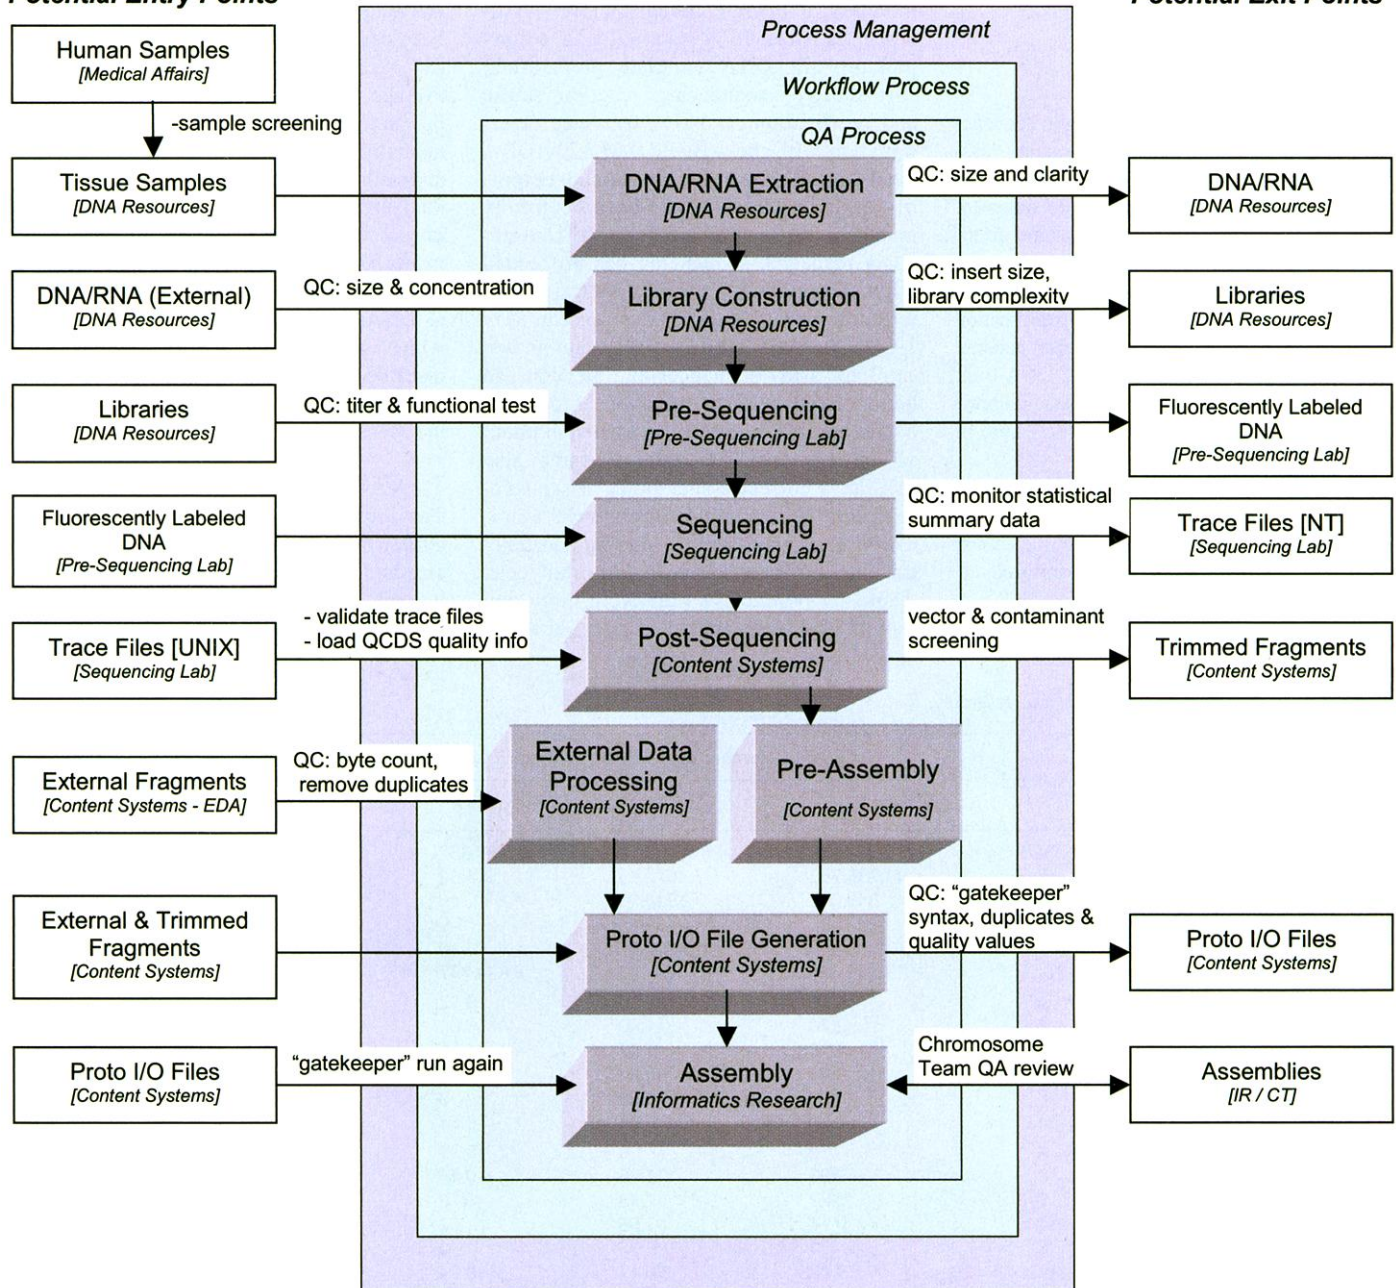 Potential Entry Points
Potential Exit Points
Process Management
Workflow Process
QA Process
Human Samples
[Medical Affairs]
-sample screening
Tissue Samples
[DNA Resources]
DNA/RNA Extraction
[DNA Resources]
QC: size and clarity
DNA/RNA
[DNA Resources]
DNA/RNA (External)
[DNA Resources]
QC: size & concentration
Library Construction
[DNA Resources]
QC: insert size,
library complexity
Libraries
[DNA Resources]
Libraries
[DNA Resources]
QC: titer & functional test
Pre-Sequencing
[Pre-Sequencing Lab]
Fluorescently Labeled
DNA
[Pre-Sequencing Lab]
Fluorescently Labeled
DNA
[Pre-Sequencing Lab]
Sequencing
[Sequencing Lab]
QC: monitor statistical
summary data
Trace Files [NT]
[Sequencing Lab]
Trace Files [UNIX]
[Sequencing Lab]
- validate trace files
- load QCDS quality info
Post-Sequencing
[Content Systems]
vector & contaminant
screening
Trimmed Fragments
[Content Systems]
External Fragments
[Content Systems - EDA]
QC: byte count,
remove duplicates
External Data
Processing
[Content Systems]
Pre-Assembly
[Content Systems]
External & Trimmed
Fragments
[Content Systems]
Proto I/O File Generation
[Content Systems]
QC: “gatekeeper”
syntax, duplicates &
quality values
Proto I/O Files
[Content Systems]
Proto I/O Files
[Content Systems]
“gatekeeper” run again
Assembly
[Informatics Research]
Chromosome
Team QA review
Assemblies
[IR / CT]